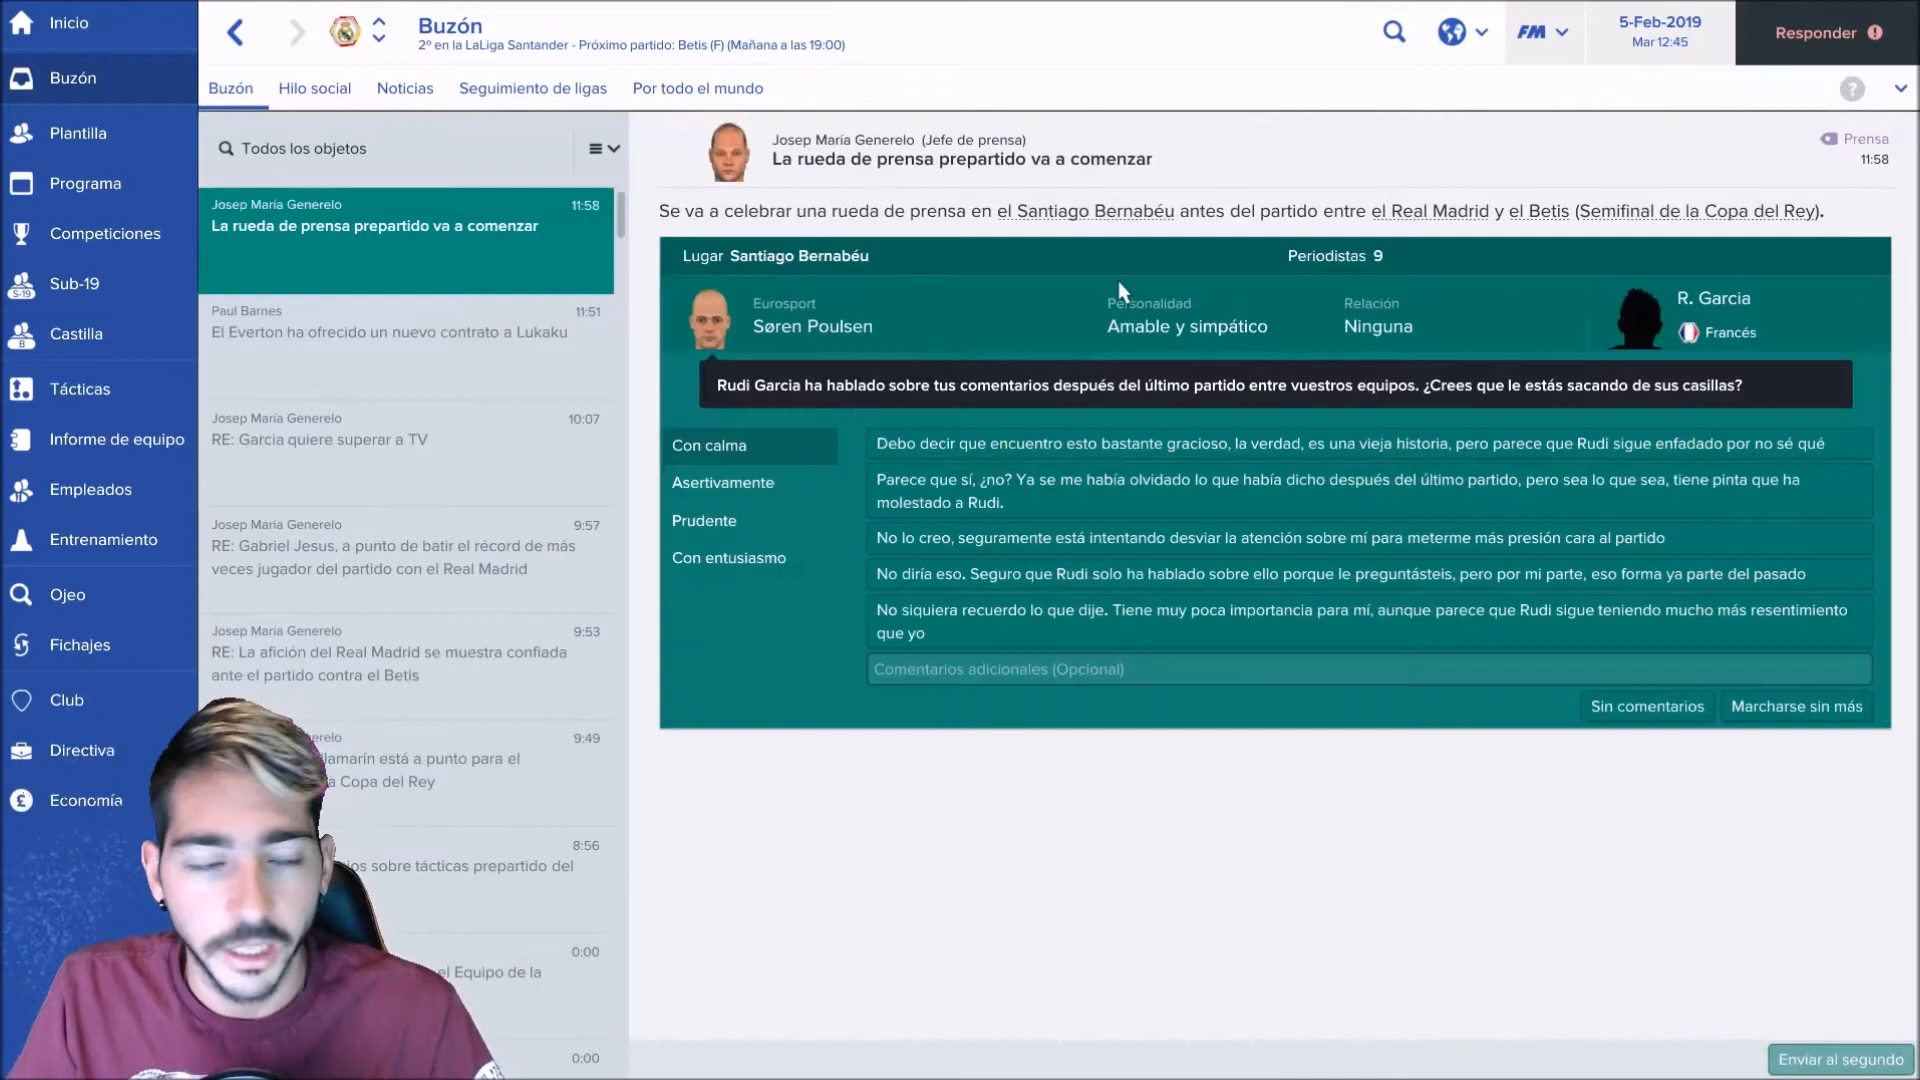 Inicio
Buzón
Plantilla
Programa
Competiciones
S-19
Sub-19
B
Castilla
Tácticas
Informe de equipo
Empleados
Entrenamiento
Ojeo
Fichajes
Club
Directiva
£
Economía
Buzón
2º en la LaLiga Santander - Próximo partido: Betis (F) (Mañana a las 19:00)
FM
5-Feb-2019
Mar 12:45
Responder
Buzón
Hilo social
Noticias
Seguimiento de ligas
Por todo el mundo
?
Todos los objetos
Josep María Generelo
11:58
La rueda de prensa prepartido va a comenzar
Paul Barnes
11:51
El Everton ha ofrecido un nuevo contrato a Lukaku
Josep María Generelo
10:07
RE: Garcia quiere superar a TV
Josep María Generelo
9:57
RE: Gabriel Jesus, a punto de batir el récord de más
veces jugador del partido con el Real Madrid
Josep María Generelo
9:53
RE: La afición del Real Madrid se muestra confiada
ante el partido contra el Betis
9:49
está a punto para el
Copa del Rey
8:56
sobre tácticas prepartido del
0:00
el Equipo de la
0:00
Josep María Generelo (Jefe de prensa)
La rueda de prensa prepartido va a comenzar
Prensa
11:58
Se va a celebrar una rueda de prensa en el Santiago Bernabéu antes del partido entre el Real Madrid y el Betis (Semifinal de la Copa del Rey).
Lugar Santiago Bernabéu
Periodistas 9
Eurosport
Søren Poulsen
Personalidad
Amable y simpático
Relación
Ninguna
R. Garcia
Francés
Rudi Garcia ha hablado sobre tus comentarios después del último partido entre vuestros equipos. ¿Crees que le estás sacando de sus casillas?
Con calma
Asertivamente
Prudente
Con entusiasmo
Debo decir que encuentro esto bastante gracioso, la verdad, es una vieja historia, pero parece que Rudi sigue enfadado por no sé qué
Parece que sí, ¿no? Ya se me había olvidado lo que había dicho después del último partido, pero sea lo que sea, tiene pinta que ha
molestado a Rudi.
No lo creo, seguramente está intentando desviar la atención sobre mí para meterme más presión cara al partido
No diría eso. Seguro que Rudi solo ha hablado sobre ello porque le preguntásteis, pero por mi parte, eso forma ya parte del pasado
No siquiera recuerdo lo que dije. Tiene muy poca importancia para mí, aunque parece que Rudi sigue teniendo mucho más resentimiento
que yo
Comentarios adicionales (Opcional)
Sin comentarios
Marcharse sin más
Enviar al segundo